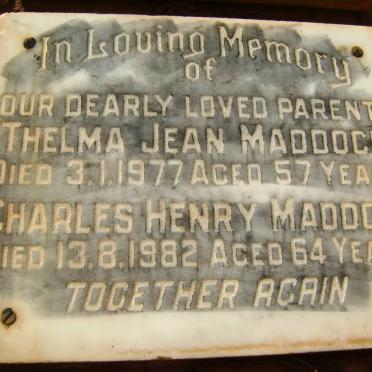 In Loving Memory
of
OUR DEARLY LOVED PARENT
THELMA JEAN MADDOC
DIED 3.1.1977 AGED 57 YEA
CHARLES HENRY MADDO
DIED 13.8.1982 AGED 64 YEA
TOGETHER AGAIN